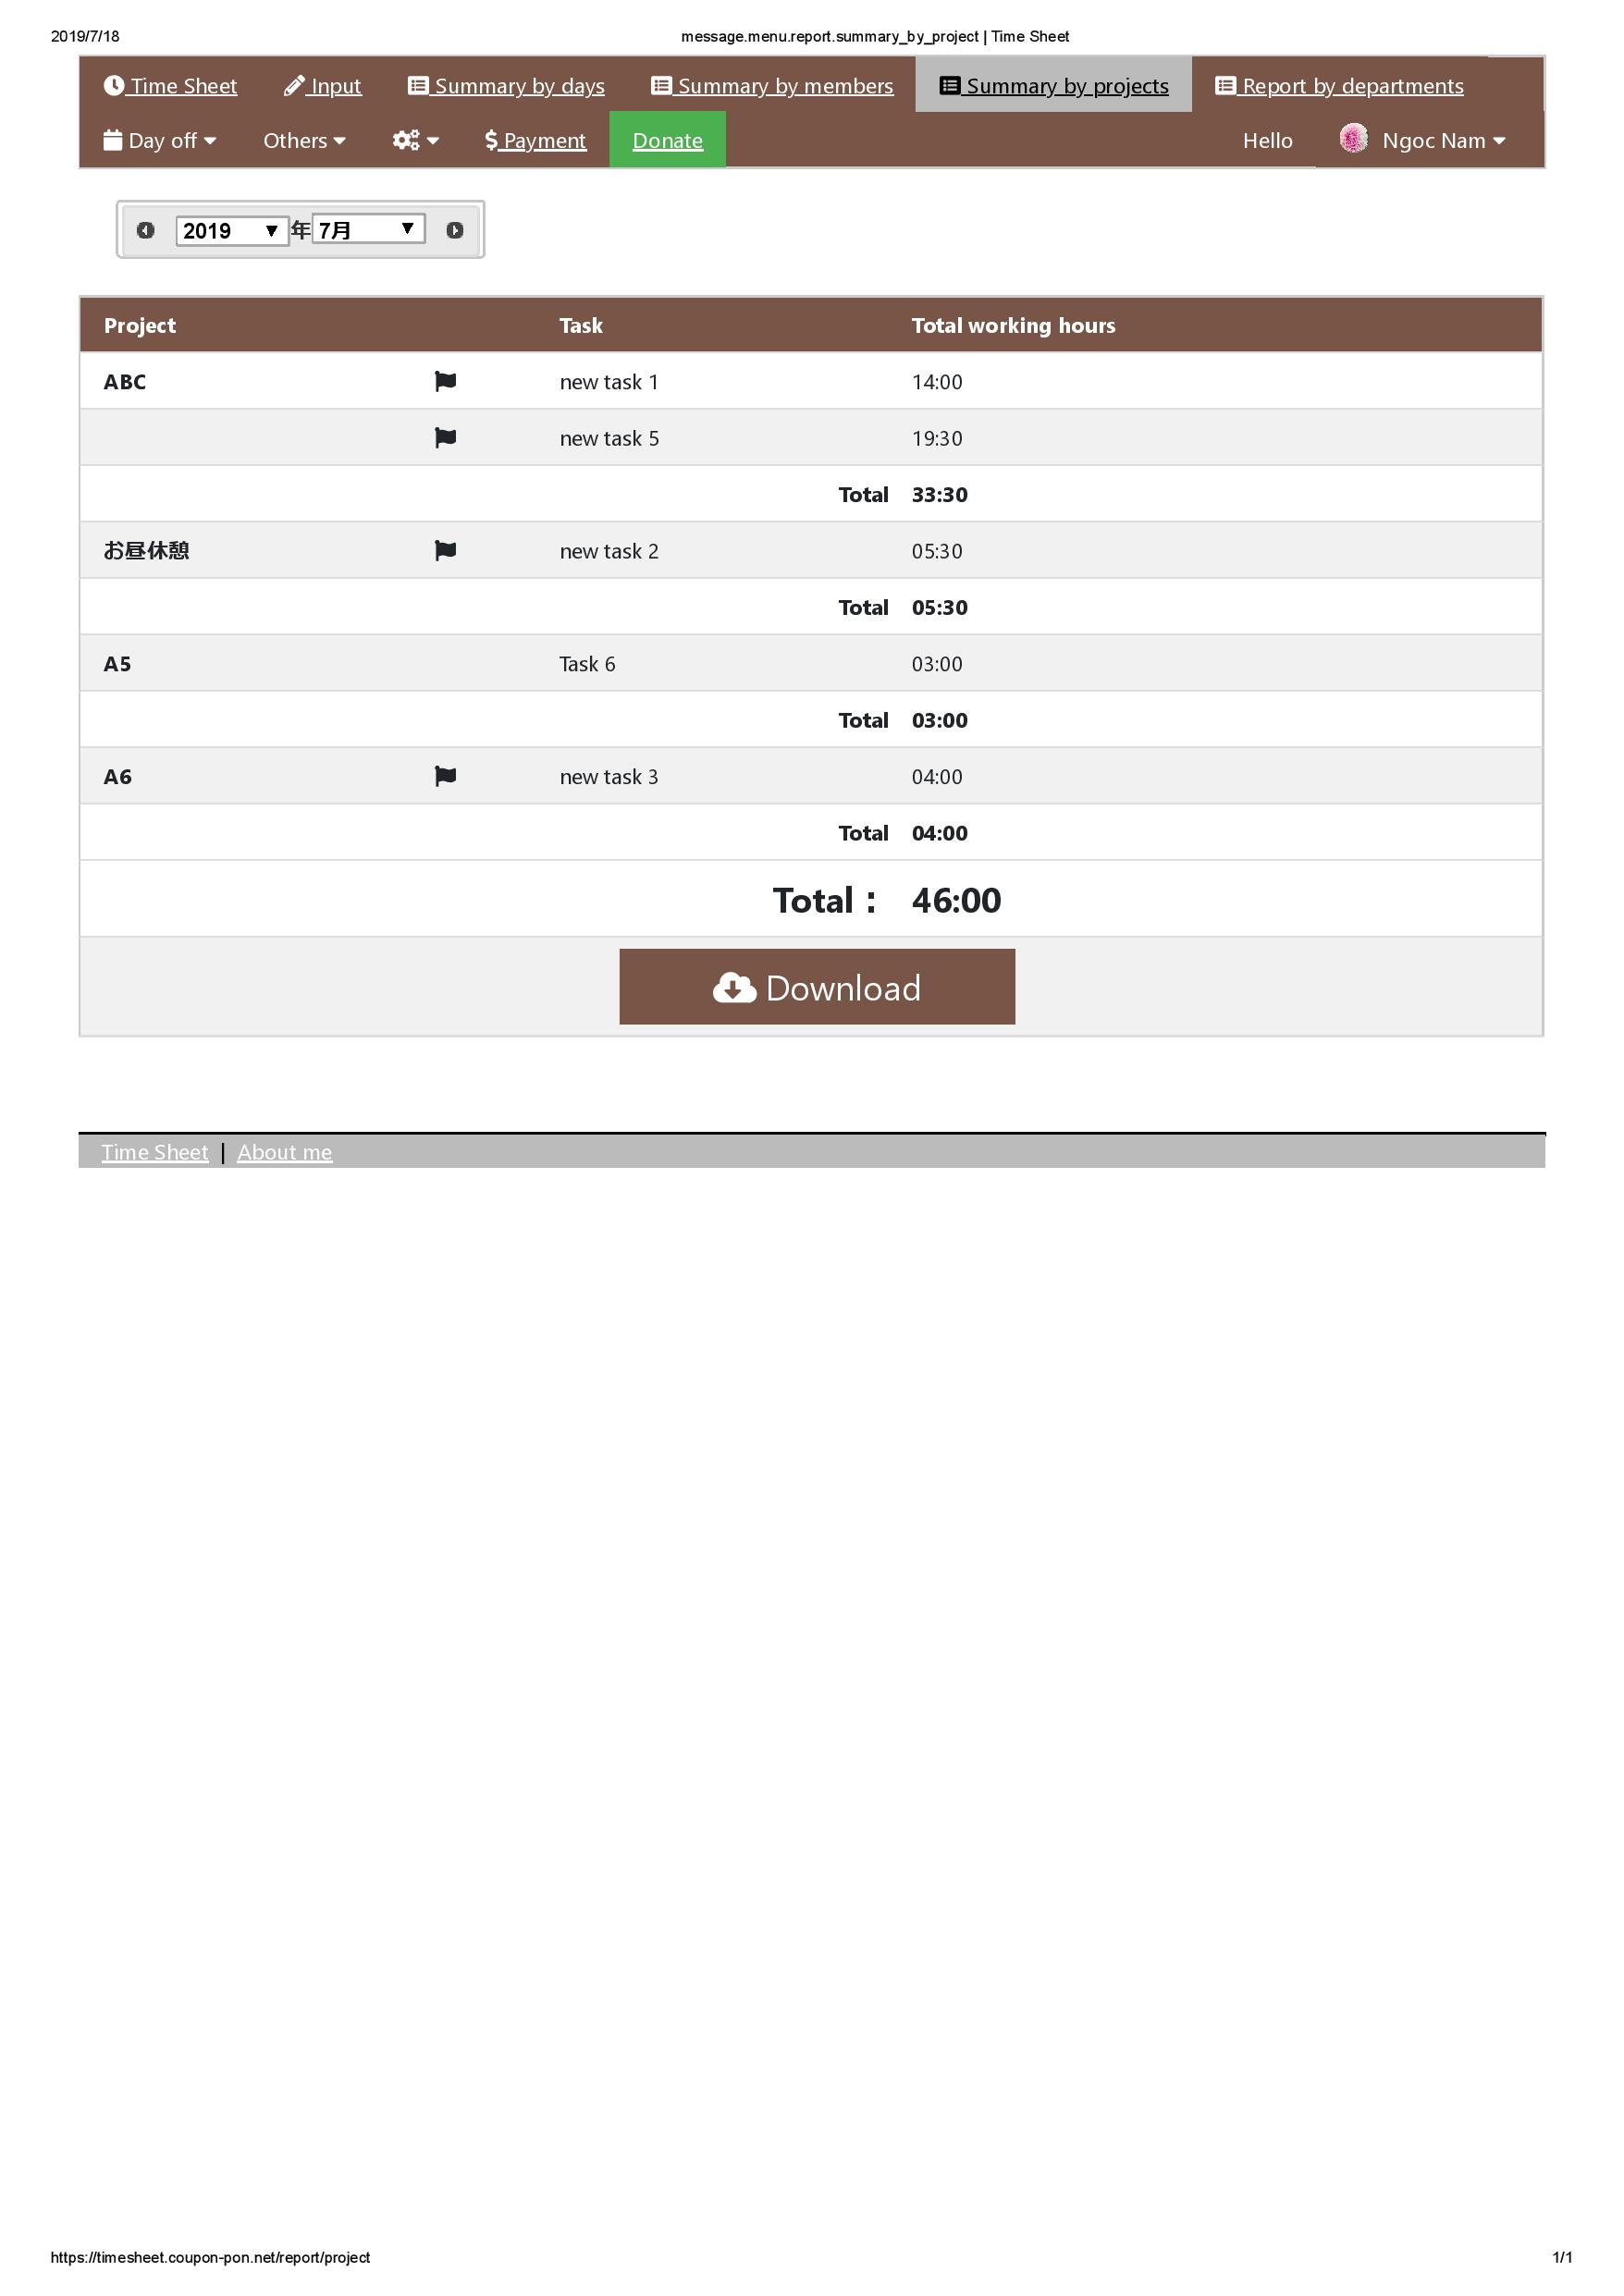 2019/7/18 message.menu.report.summary_by_project | Time Sheet
Time Sheet Input Summary by days Summary by members Summary by projects Report by departments
Day off Others $ Payment Donate Hello Ngoc Nam
2019 年 7月
Project Task Total working hours
ABC new task 1 14:00
new task 5 19:30
Total 33:30
お昼休憩 new task 2 05:30
Total 05:30
A5 Task 6 03:00
Total 03:00
A6 new task 3 04:00
Total 04:00
Total : 46:00
Download
Time Sheet | About me
https://timesheet.coupon-pon.net/report/project 1/1